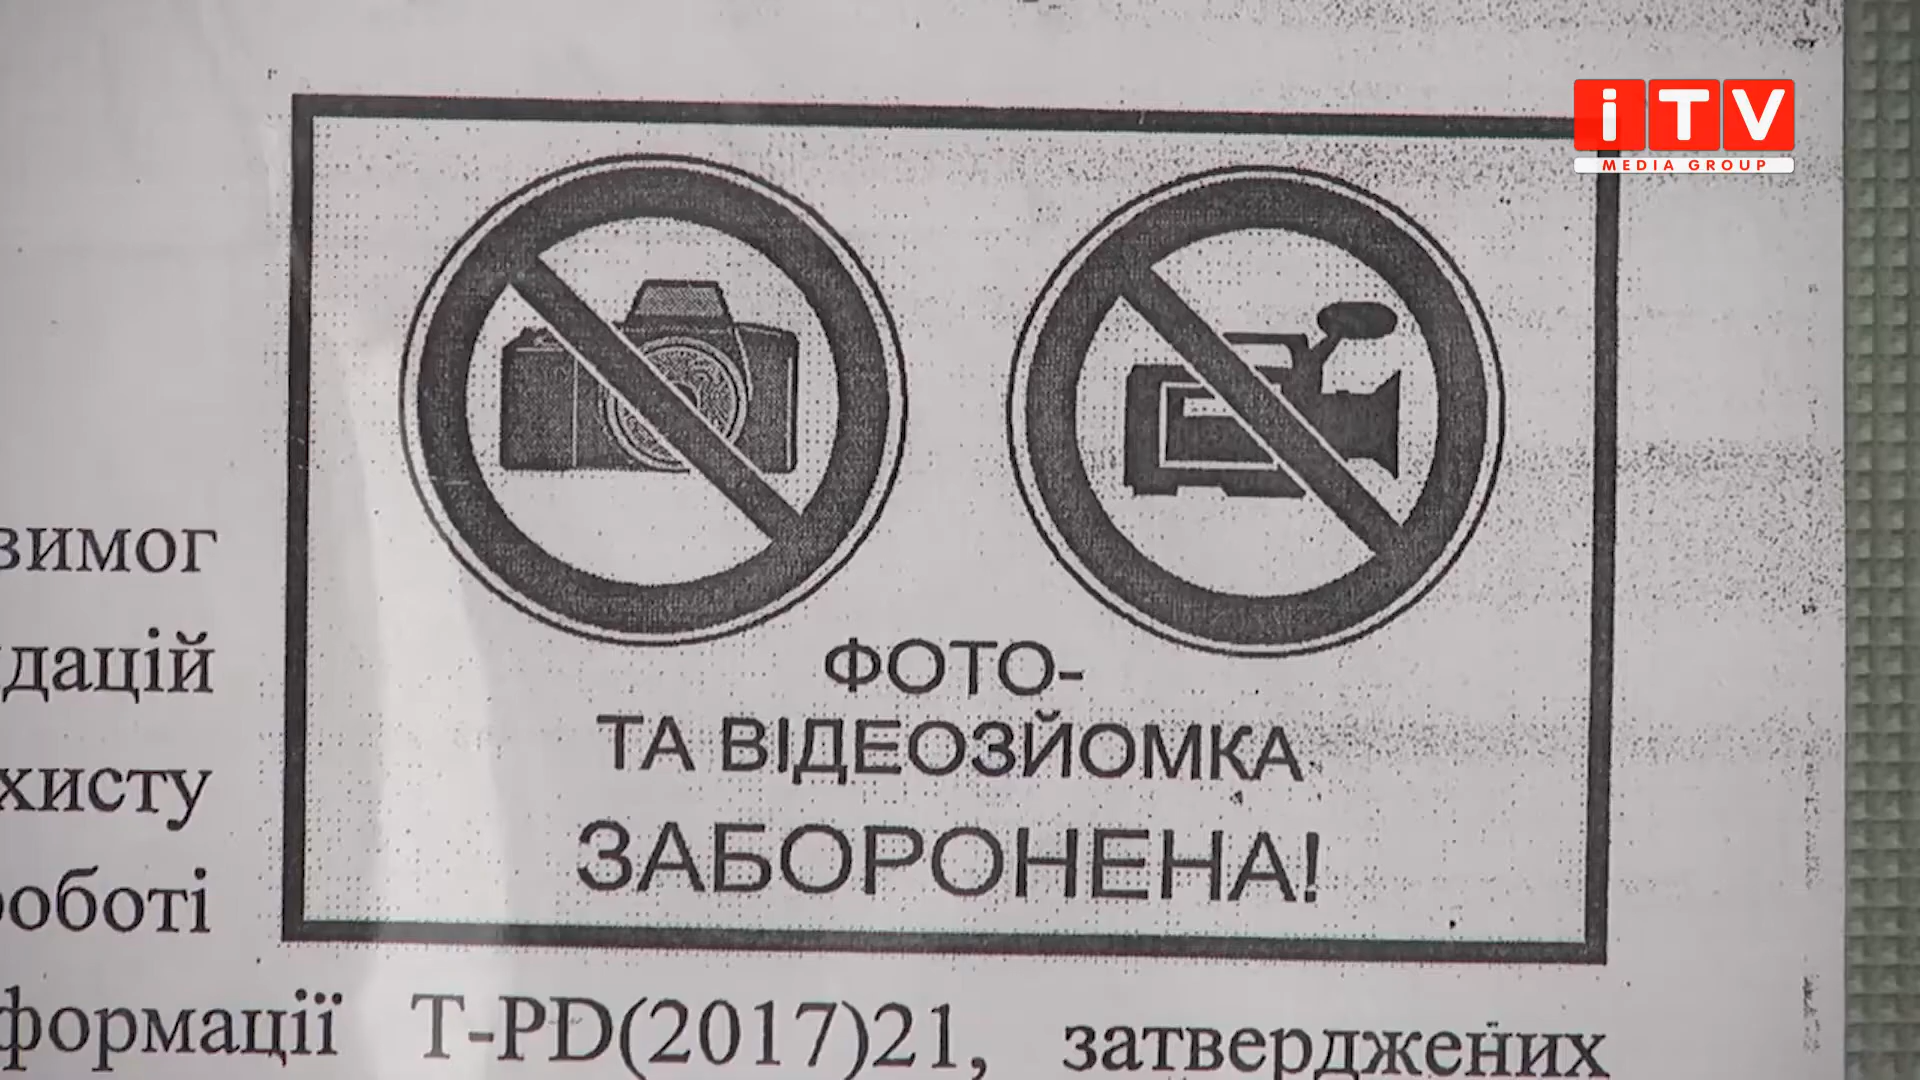 iTV
MEDIA GROUP
ФОТО-
ТА ВІДЕОЗЙОМКА
ЗАБОРОНЕНА!
вимог
дацій
хисту
роботі
формації T-PD(2017)21, затверджених